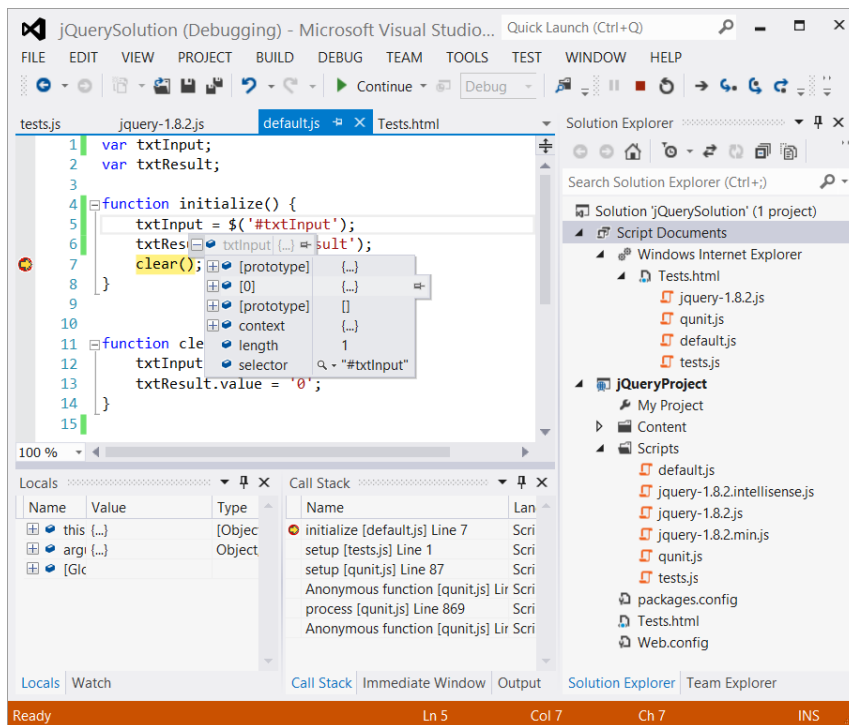 jQuerySolution (Debugging) - Microsoft Visual Studio... Quick Launch (Ctrl+Q)
FILE EDIT VIEW PROJECT BUILD DEBUG TEAM TOOLS TEST WINDOW HELP
Continue Debug
tests.js jquery-1.8.2.js default.js Tests.html
1 var txtInput;
2 var txtResult;
3
4 function initialize() {
5 txtInput = $('#txtInput');
6 txtRes txtInput {...} sult');
7 clear(); [prototype] {...}
8 } [0] {...}
9 [prototype] []
10 context {...}
11 function cle length 1
12 txtInput selector "#txtInput"
13 txtResult.value = '0';
14 }
15
100 %
Locals
Name Value Type
this {...} [Objec
argu {...} Object,
[Glc
Locals Watch
Call Stack
Name Lan
initialize [default.js] Line 7 Scri
setup [tests.js] Line 1 Scri
setup [qunit.js] Line 87 Scri
Anonymous function [qunit.js] Lir Scri
process [qunit.js] Line 869 Scri
Anonymous function [qunit.js] Lir Scri
Call Stack Immediate Window Output
Solution Explorer
Search Solution Explorer (Ctrl+;)
Solution 'jQuerySolution' (1 project)
Script Documents
Windows Internet Explorer
Tests.html
jquery-1.8.2.js
qunit.js
default.js
tests.js
jQueryProject
My Project
Content
Scripts
default.js
jquery-1.8.2.intellisense.js
jquery-1.8.2.js
jquery-1.8.2.min.js
qunit.js
tests.js
packages.config
Tests.html
Web.config
Solution Explorer Team Explorer
Ready Ln 5 Col 7 Ch 7 INS